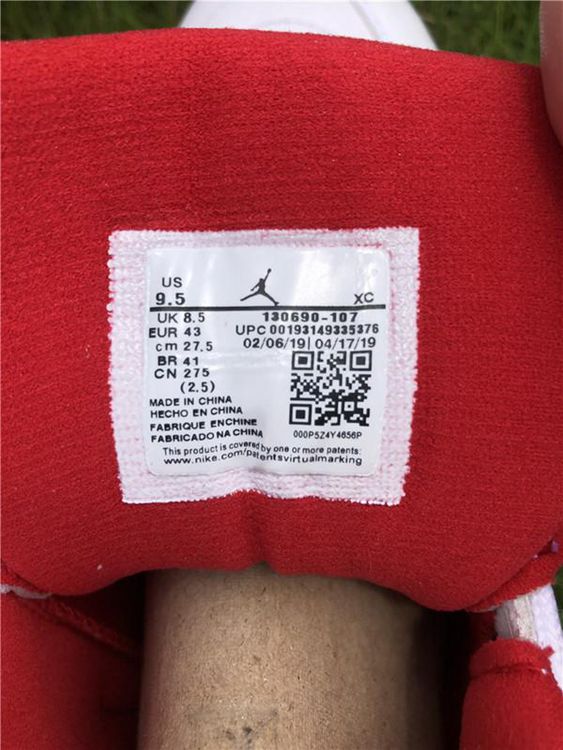 US
9.5 XC
UK 8.5 130690-107
EUR 43 UPC 00193149335376
cm 27.5 02/06/19| 04/17/19
BR 41
CN 275
(2.5)
MADE IN CHINA
HECHO EN CHINA
FABRIQUE EN CHINE
FABRICADO NA CHINA
000P5Z4Y4656P
This product is covered by one or more patents:
www.nike.com/patentsvirtualmarking